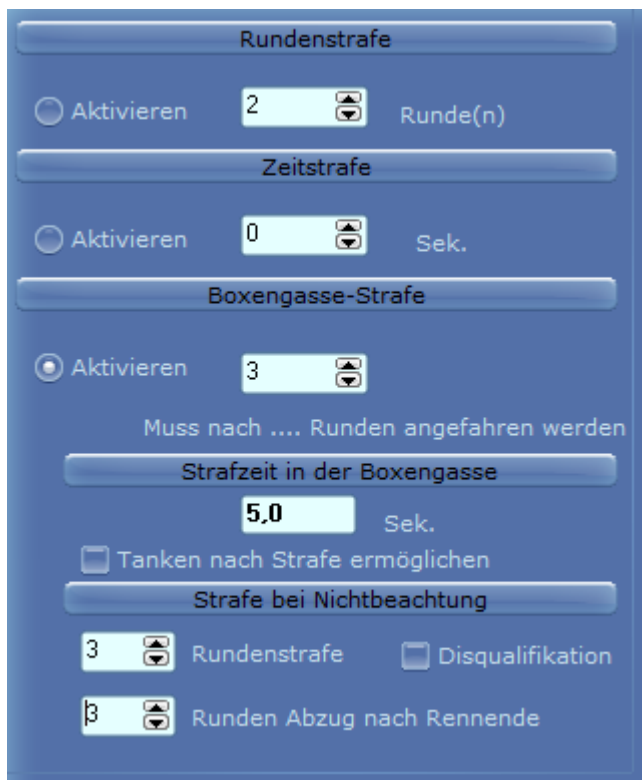 Rundenstrafe
Aktivieren 2 Runde(n)
Zeitstrafe
Aktivieren 0 Sek.
Boxengasse-Strafe
Aktivieren 3
Muss nach .... Runden angefahren werden
Strafzeit in der Boxengasse
5,0 Sek.
Tanken nach Strafe ermöglichen
Strafe bei Nichtbeachtung
3 Rundenstrafe Disqualifikation
3 Runden Abzug nach Rennende